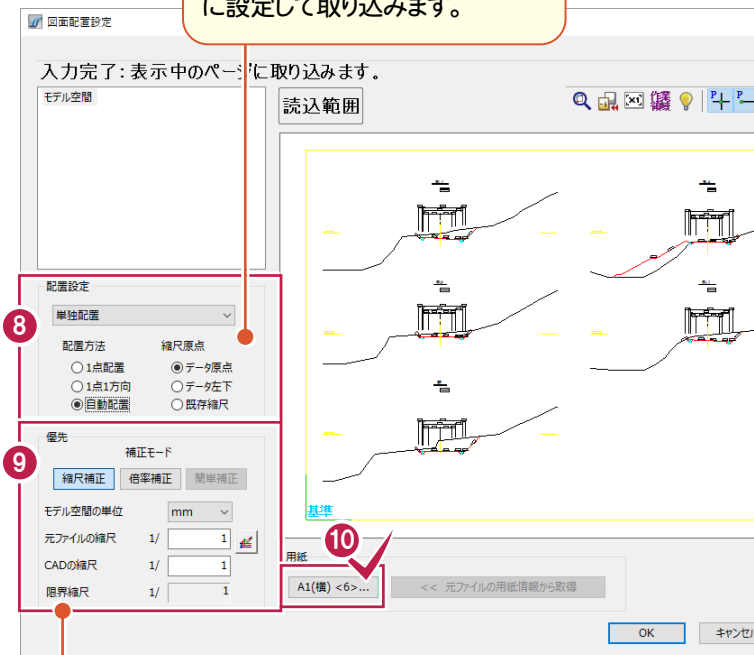 に設定して取り込みます。
図面配置設定
入力完了：表示中のページに取り込みます。
モデル空間
読込範囲
配置設定
8
単独配置
配置方法 縮尺原点
1点配置 データ原点
1点1方向 データ左下
自動配置 既存縮尺
優先
補正モード
9
縮尺補正 倍率補正 簡単補正
モデル空間の単位 mm
元ファイルの縮尺 1/ 1
CADの縮尺 1/ 1
限界縮尺 1/ 1
基準
10
用紙
A1(横) <6>... << 元ファイルの用紙情報から取得
OK キャンセル